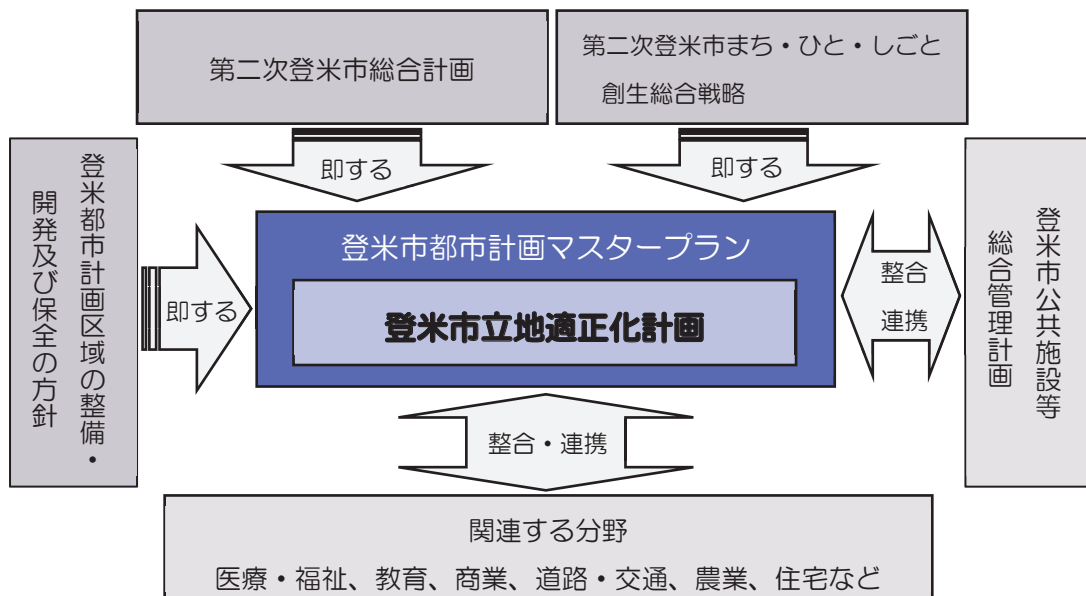 第二次登米市総合計画
第二次登米市まち・ひと・しごと
創生総合戦略
即する
即する
登米都市計画区域の整備・
開発及び保全の方針
即する
登米市都市計画マスタープラン
登米市立地適正化計画
整合
連携
登米市公共施設等
総合管理計画
整合・連携
関連する分野
医療・福祉、教育、商業、道路・交通、農業、住宅など